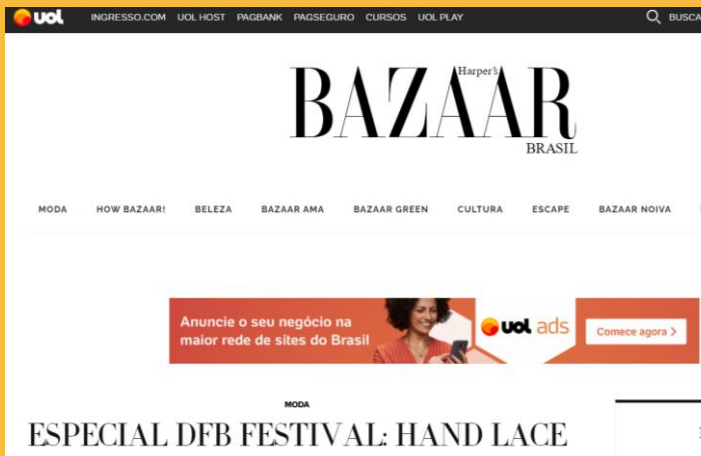 uol INGRESSO.COM UOL HOST PAGBANK PAGSEGURO CURSOS UOL PLAY BUSCA
Harper's
BAZAAR
BRASIL
MODA HOW BAZAAR! BELEZA BAZAAR AMA BAZAAR GREEN CULTURA ESCAPE BAZAAR NOIVA
Anuncie o seu negócio na
maior rede de sites do Brasil
uol ads
Comece agora >
MODA
ESPECIAL DFB FESTIVAL: HAND LACE